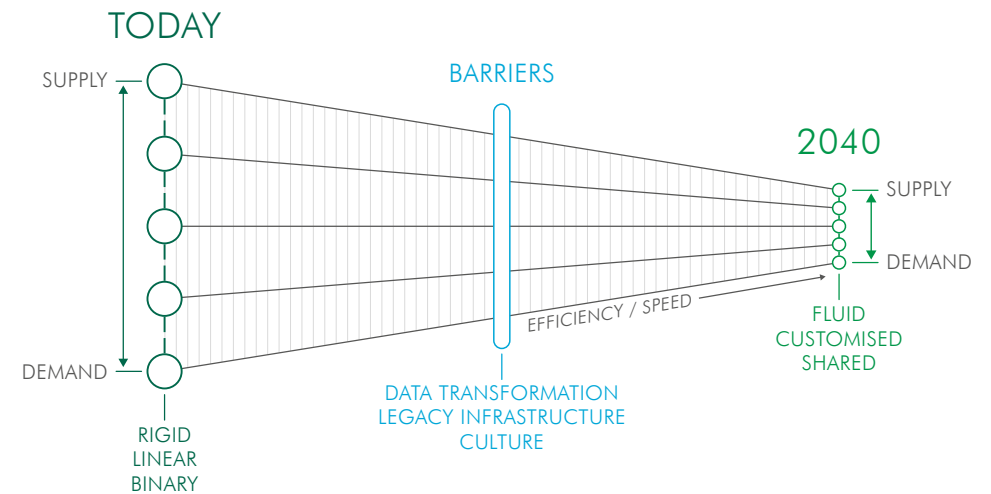 TODAY
SUPPLY
DEMAND
RIGID
LINEAR
BINARY
BARRIERS
DATA TRANSFORMATION
LEGACY INFRASTRUCTURE
CULTURE
EFFICIENCY / SPEED
2040
SUPPLY
DEMAND
FLUID
CUSTOMISED
SHARED